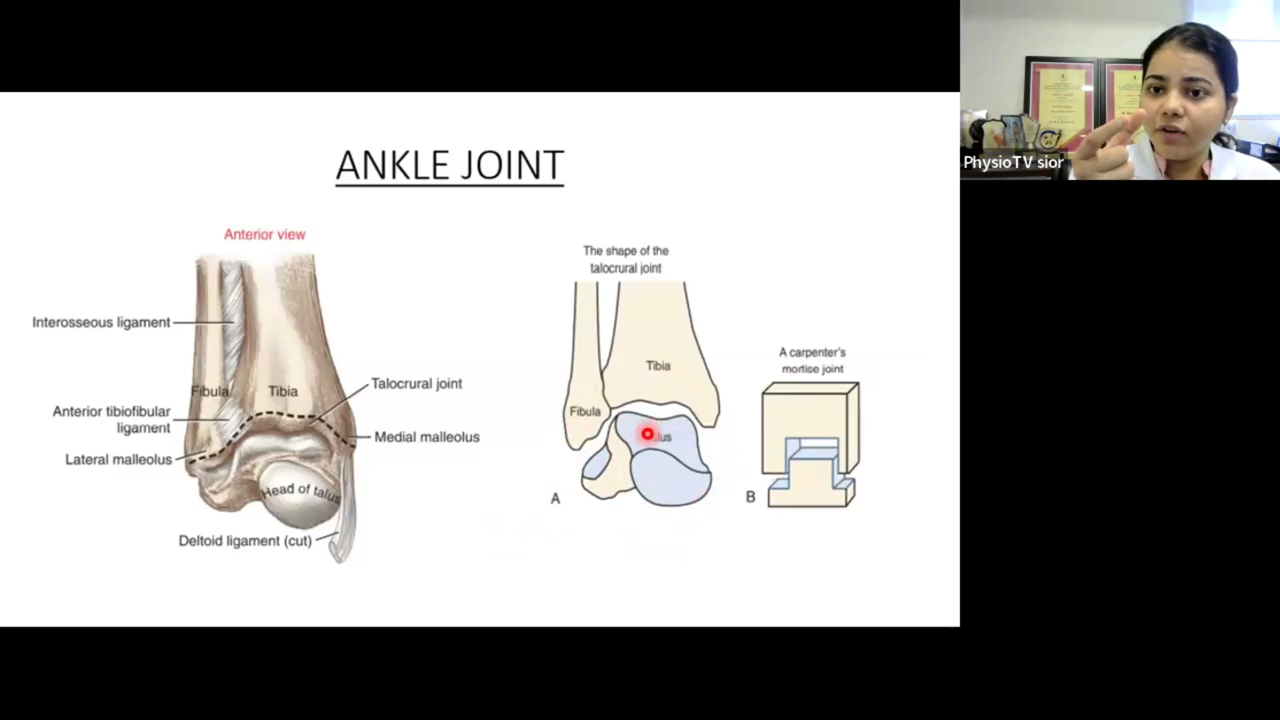 ANKLE JOINT
Anterior view
Interosseous ligament
Fibula
Tibia
Talocrural joint
Anterior tibiofibular
ligament
Medial malleolus
Lateral malleolus
Head of talus
Deltoid ligament (cut)
The shape of the
talocrural joint
Tibia
Fibula
lus
A
A carpenter's
mortise joint
B
PhysioTV sior